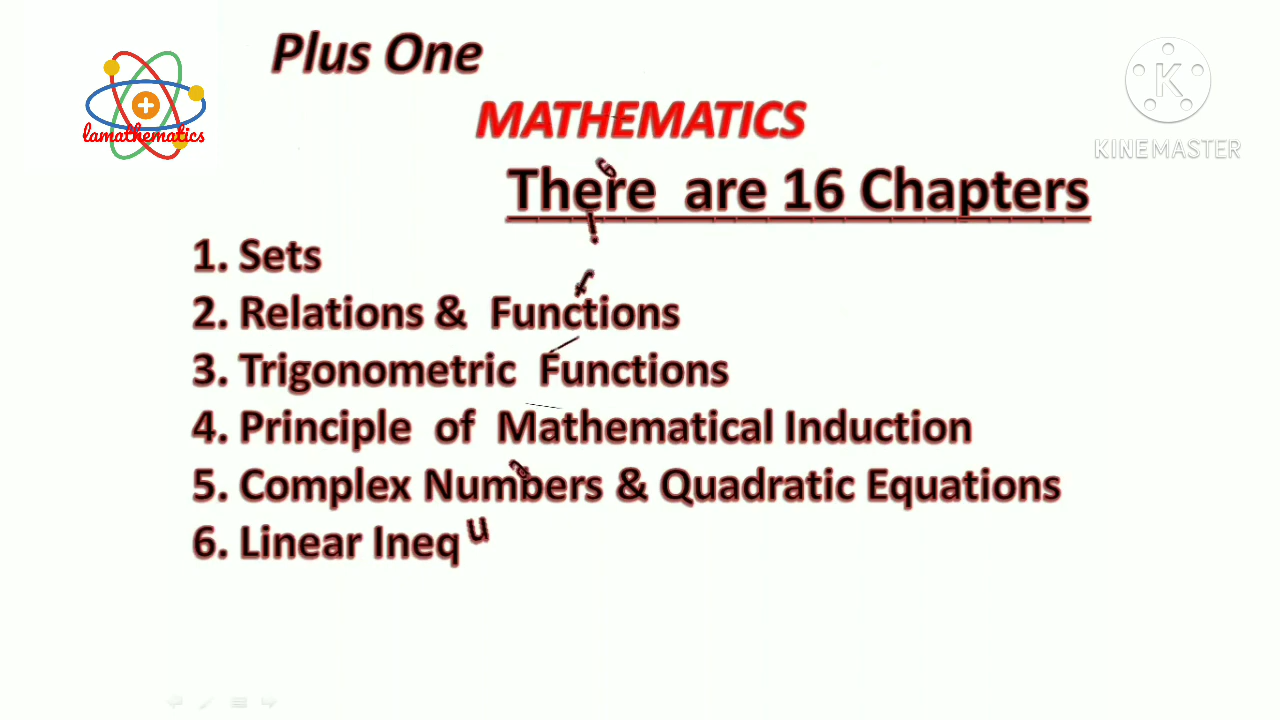 Plus One
lamathematics
K
KINEMASTER
MATHEMATICS
There are 16 Chapters
1. Sets
2. Relations & Functions
3. Trigonometric Functions
4. Principle of Mathematical Induction
5. Complex Numbers & Quadratic Equations
6. Linear Inequ